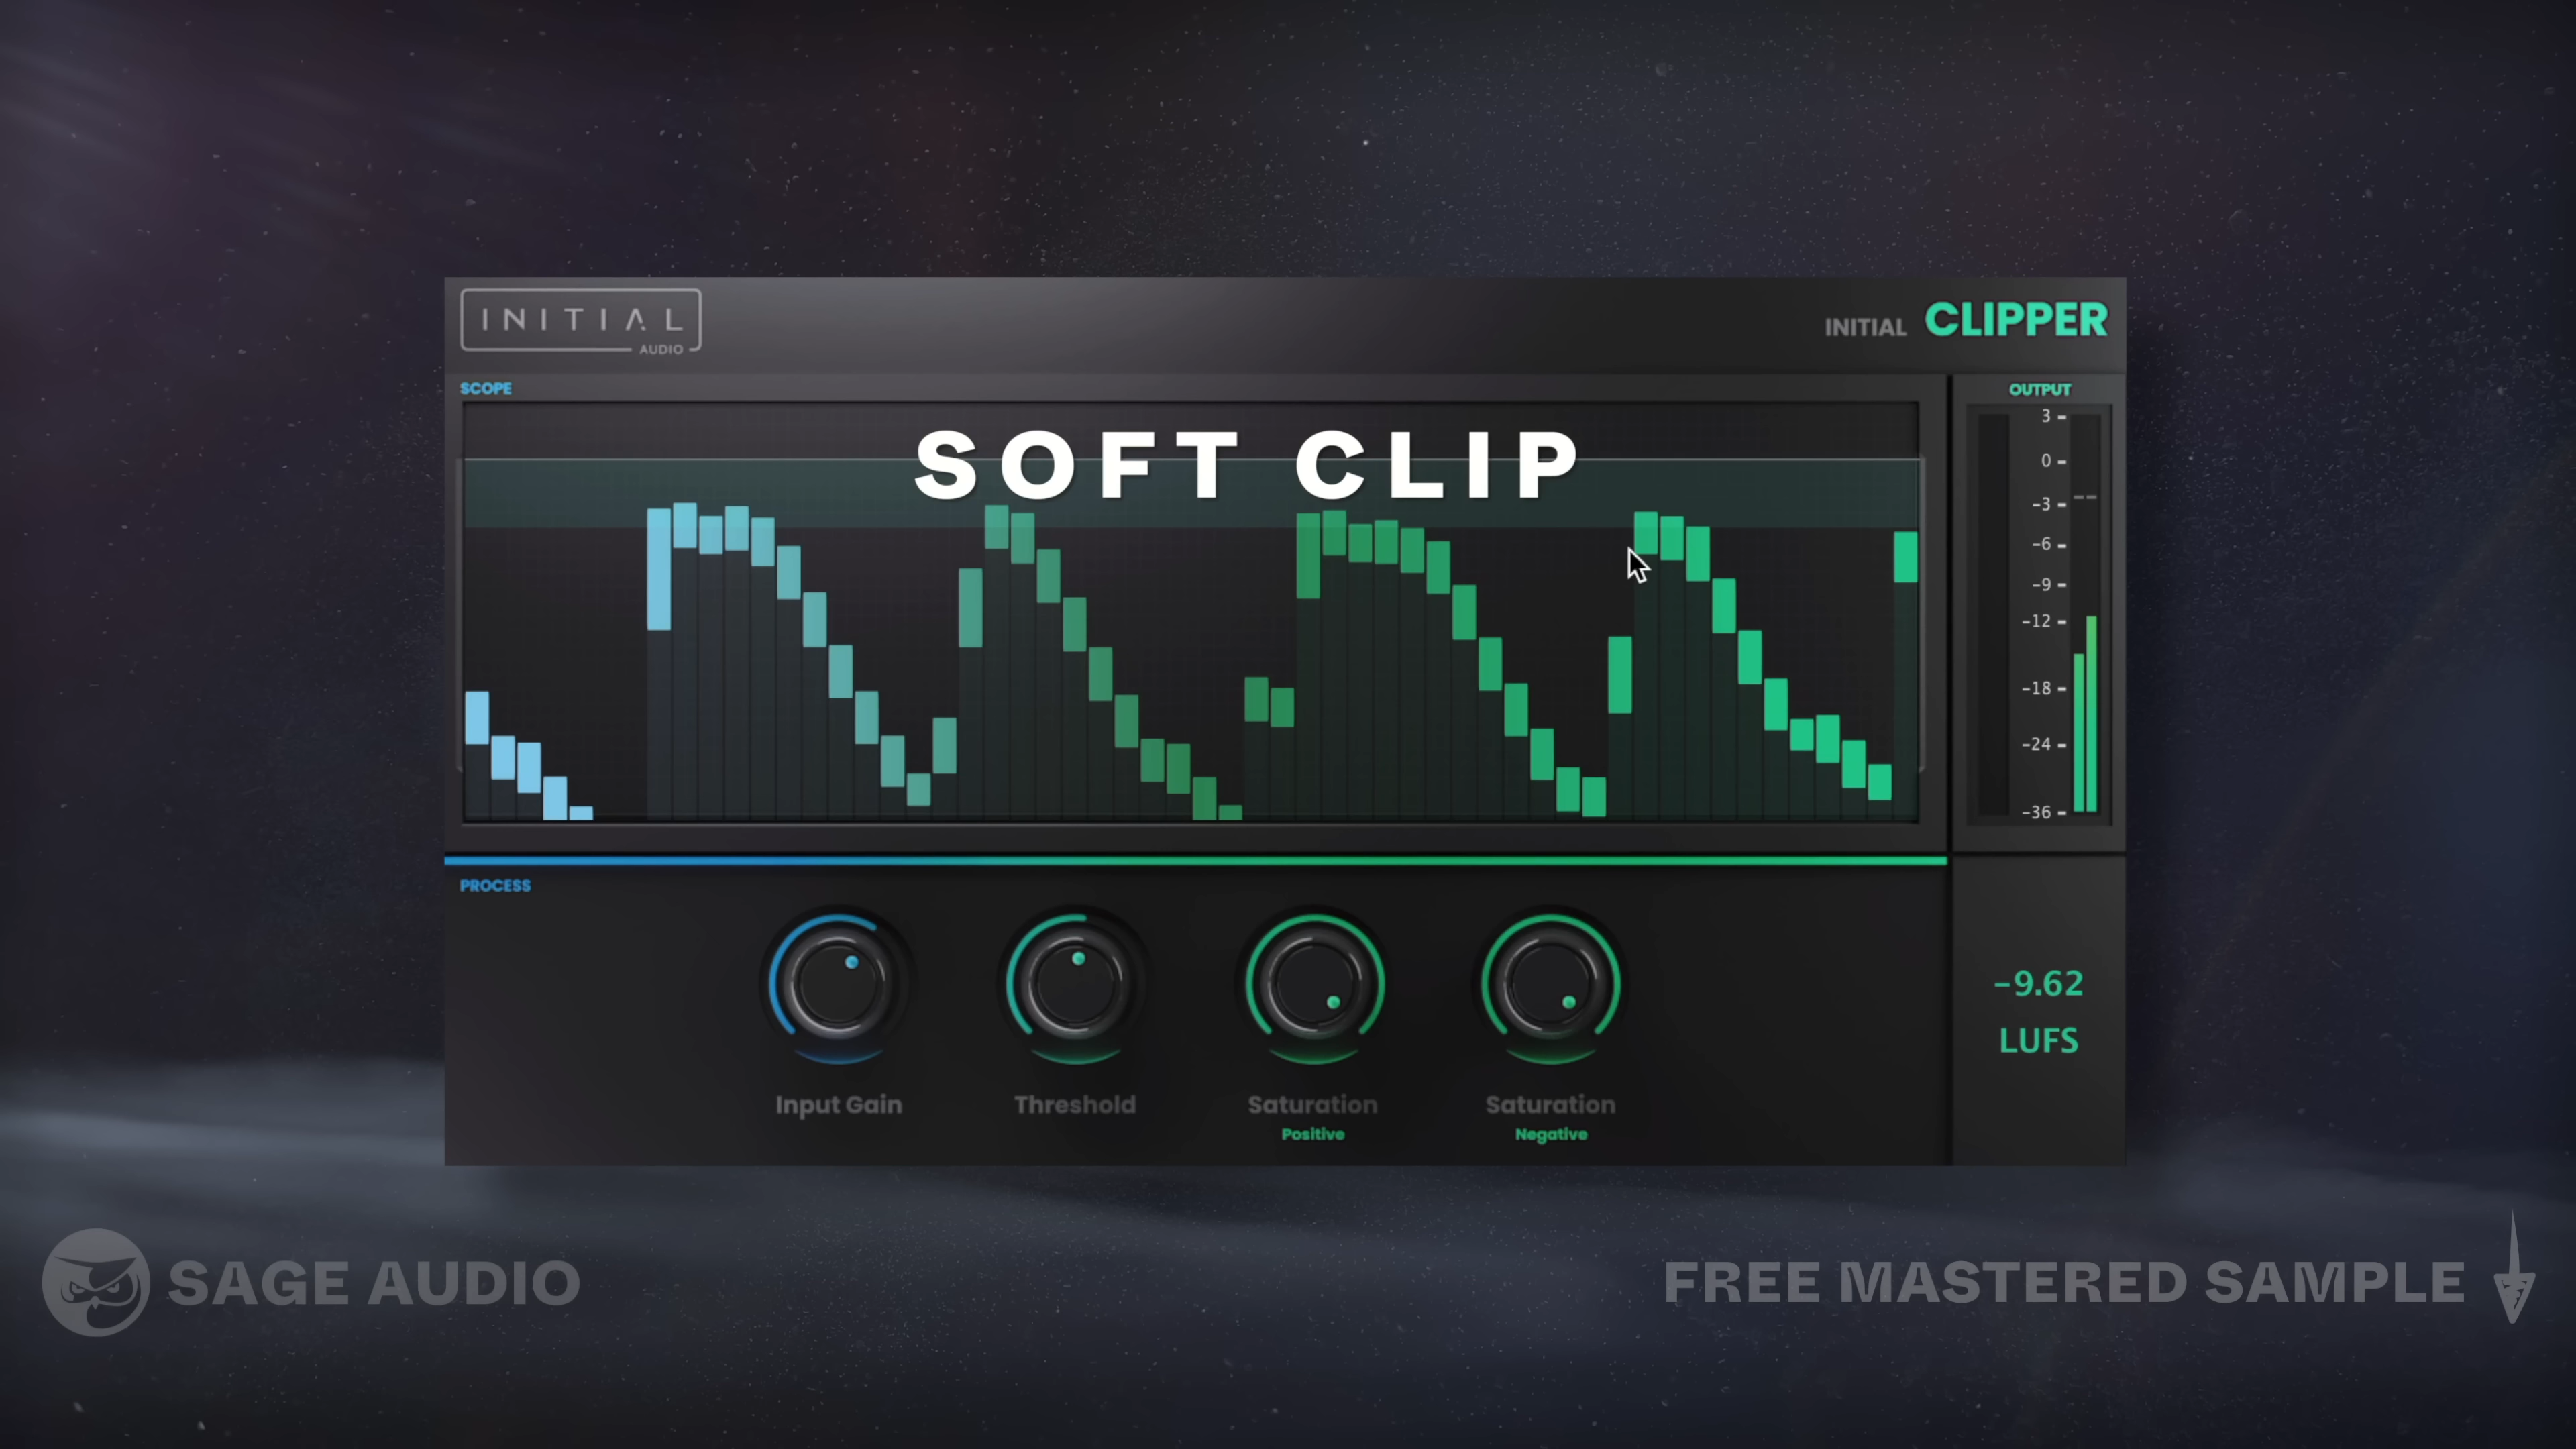 INITIAL
AUDIO
INITIAL CLIPPER
SCOPE
OUTPUT
SOFT CLIP
3
0
-3
-6
-9
-12
-18
-24
-36
PROCESS
Input Gain
Threshold
Saturation
Positive
Saturation
Negative
-9.62
LUFS
SAGE AUDIO
FREE MASTERED SAMPLE